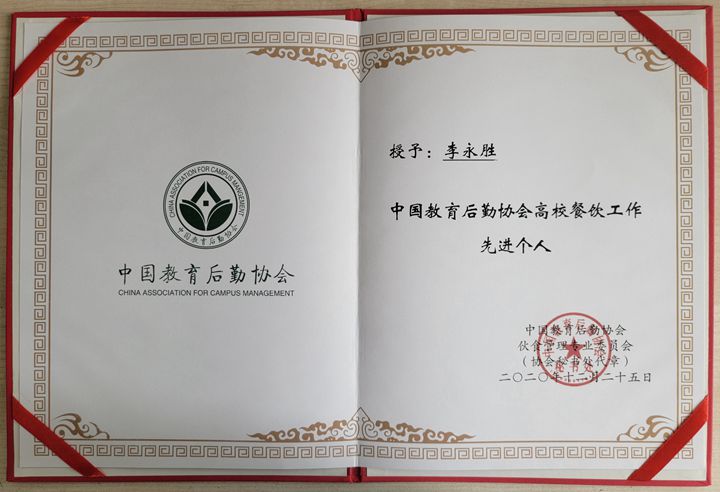 CHINA ASSOCIATION FOR CAMPUS MANGEMENT
中国教育后勤协会
中国教育后勤协会
CHINA ASSOCIATION FOR CAMPUS MANAGEMENT
授予：李永胜
中国教育后勤协会高校餐饮工作
先进个人
中国教育后勤协会
伙食管理专业委员会
（协会秘书处代章）
二〇二〇年十二月二十五日